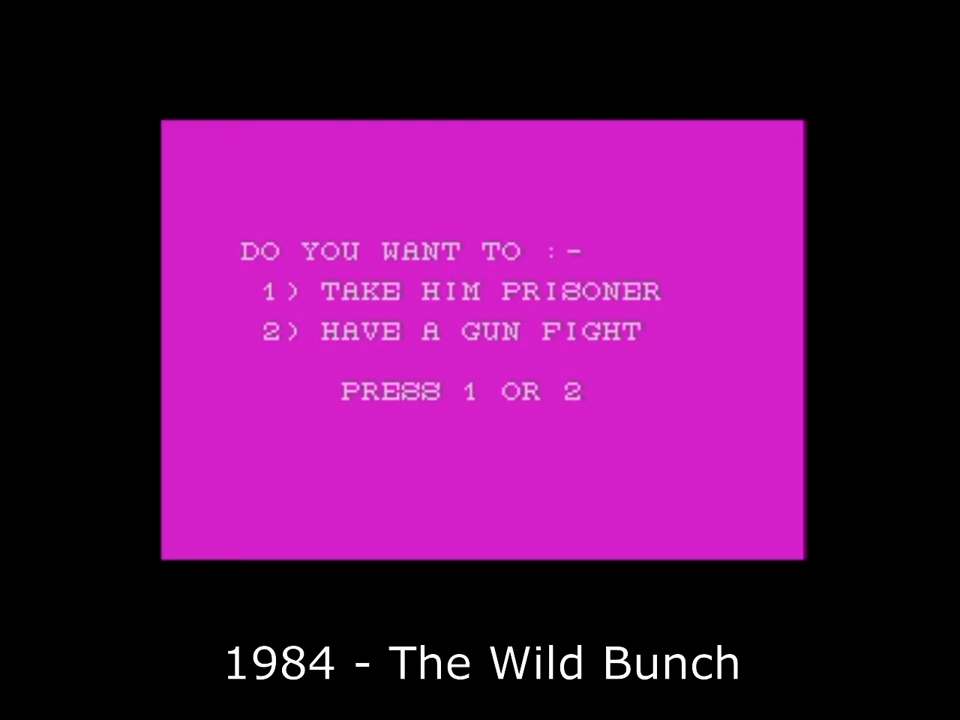 DO YOU WANT TO :-
1) TAKE HIM PRISONER
2) HAVE A GUN FIGHT
PRESS 1 OR 2
1984 - The Wild Bunch